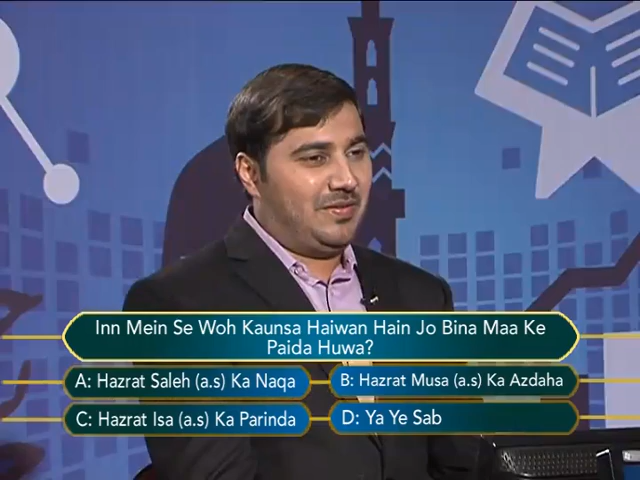 Inn Mein Se Woh Kaunsa Haiwan Hain Jo Bina Maa Ke
Paida Huwa?
A: Hazrat Saleh (a.s) Ka Naqa
B: Hazrat Musa (a.s) Ka Azdaha
C: Hazrat Isa (a.s) Ka Parinda
D: Ya Ye Sab